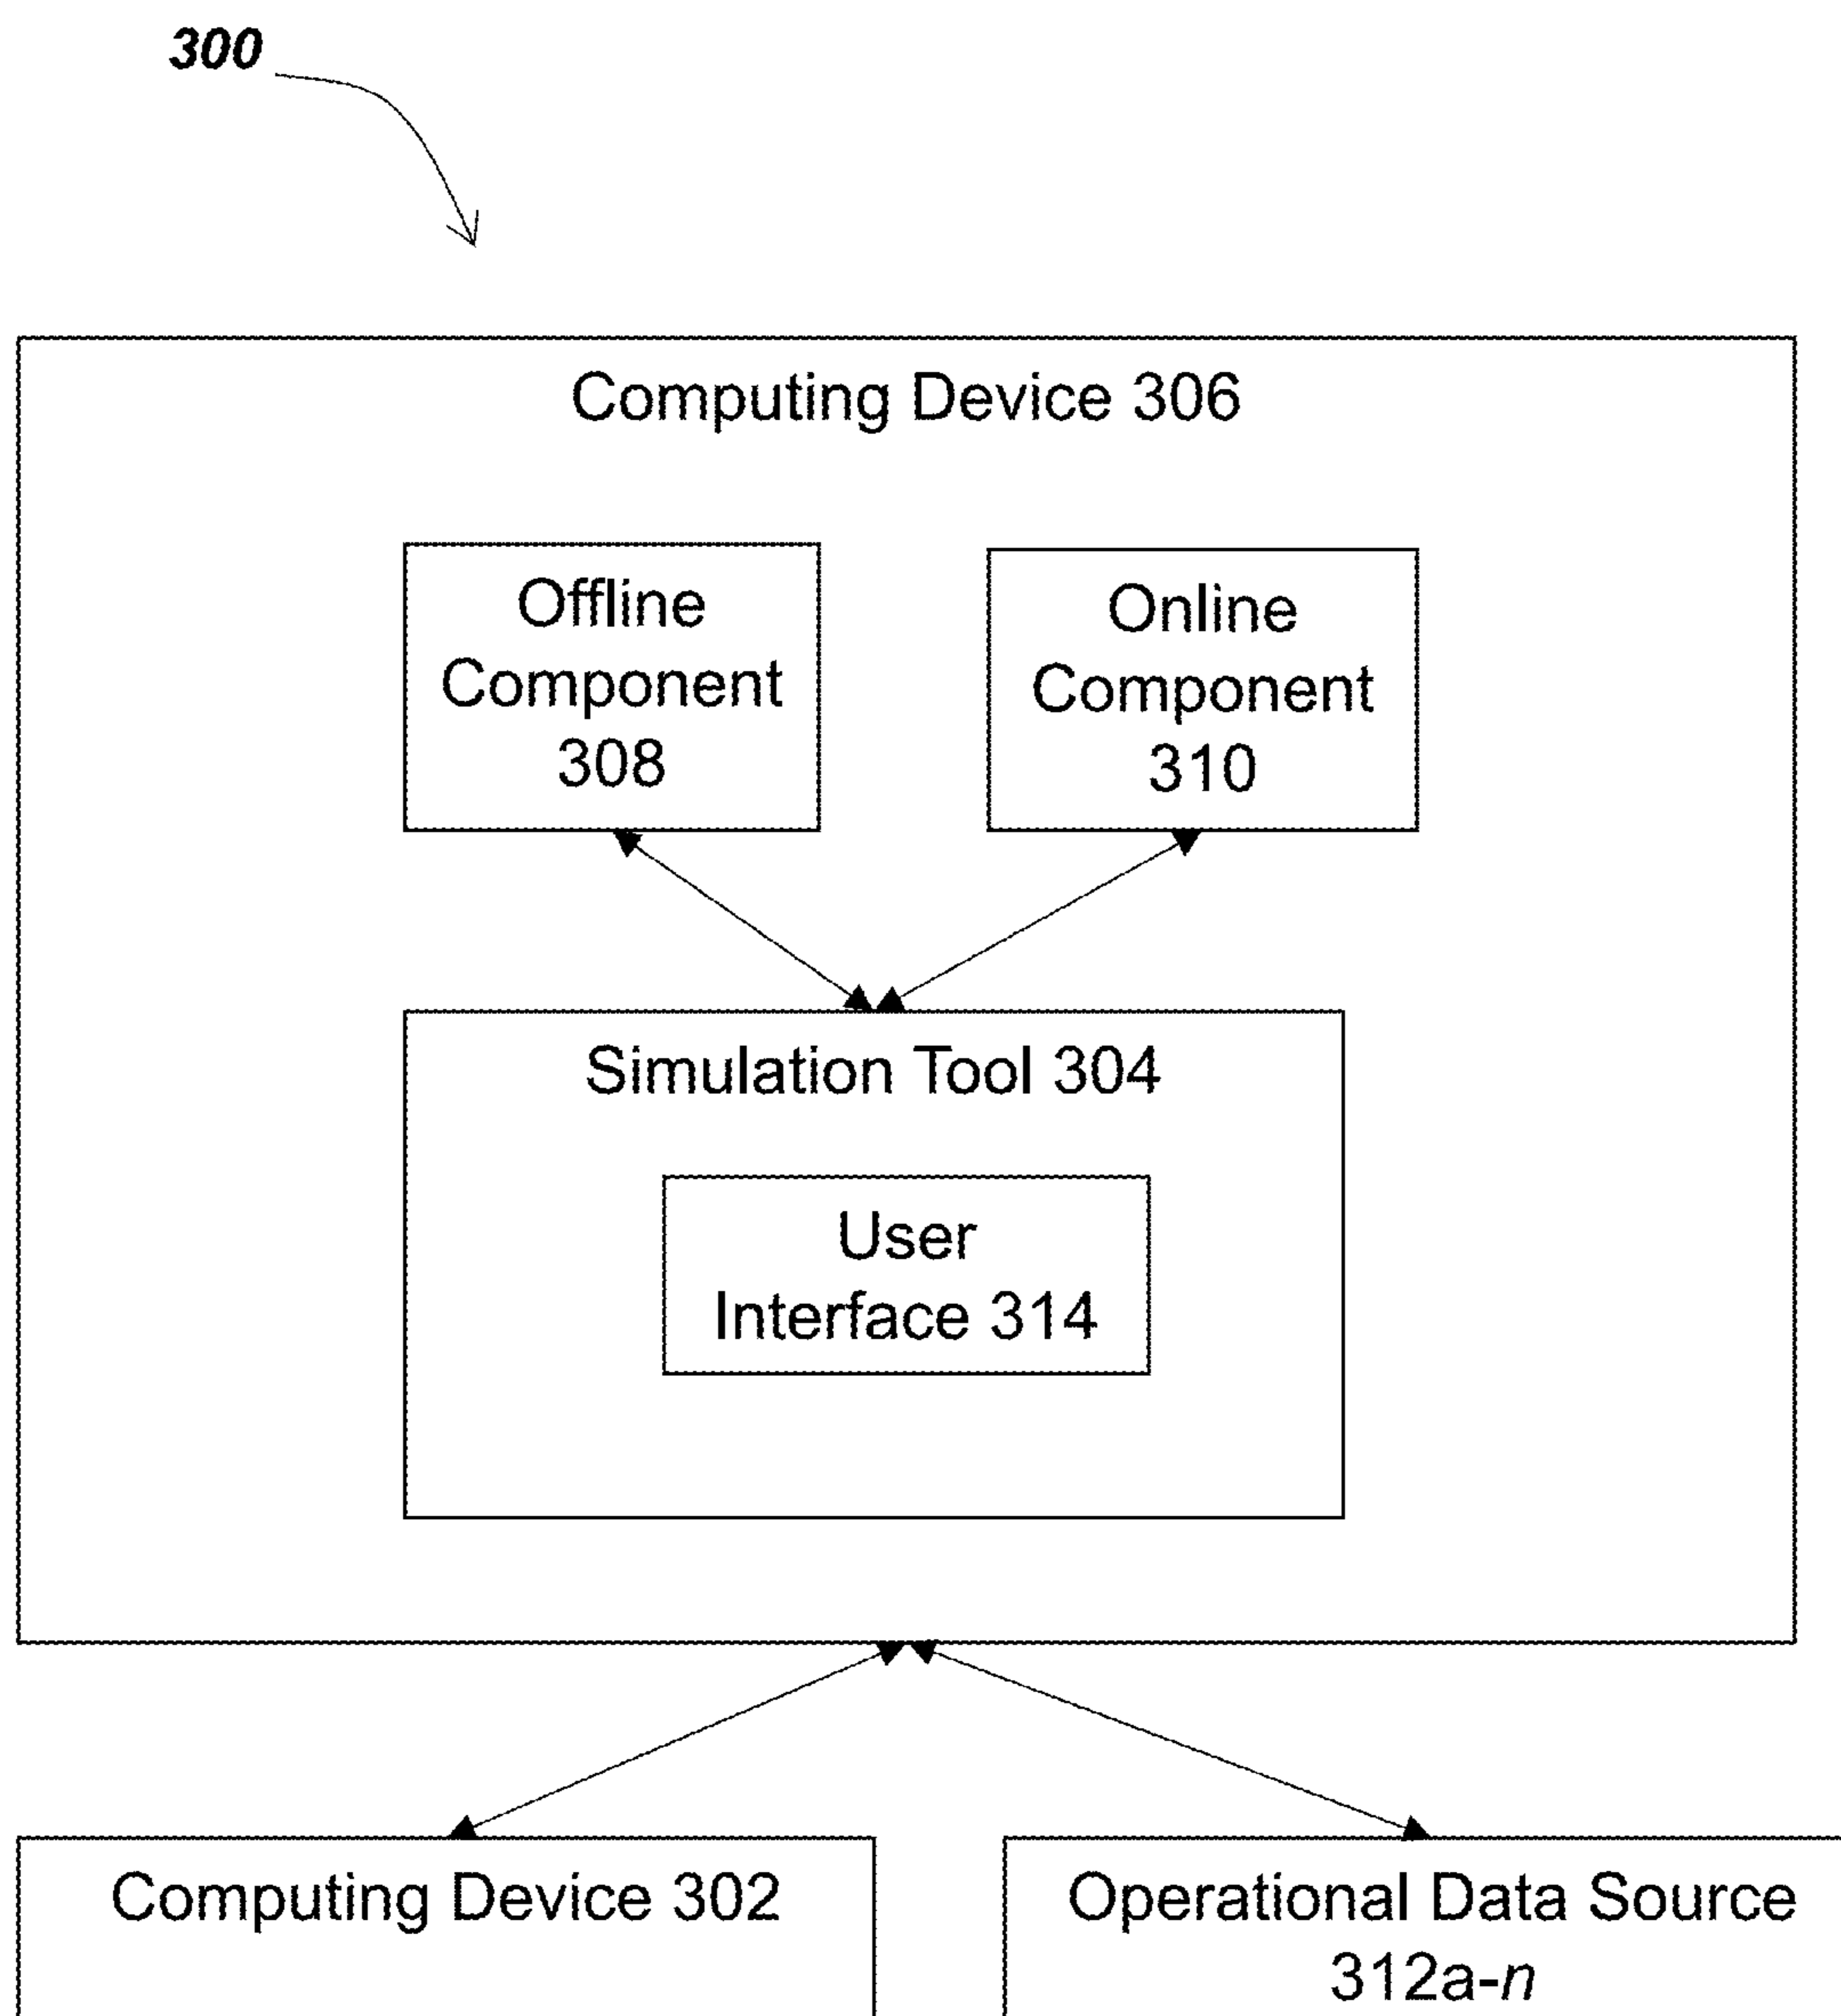 300
Computing Device 306
Offline
Component
308
Online
Component
310
Simulation Tool 304
User
Interface 314
Computing Device 302
Operational Data Source
312a-n